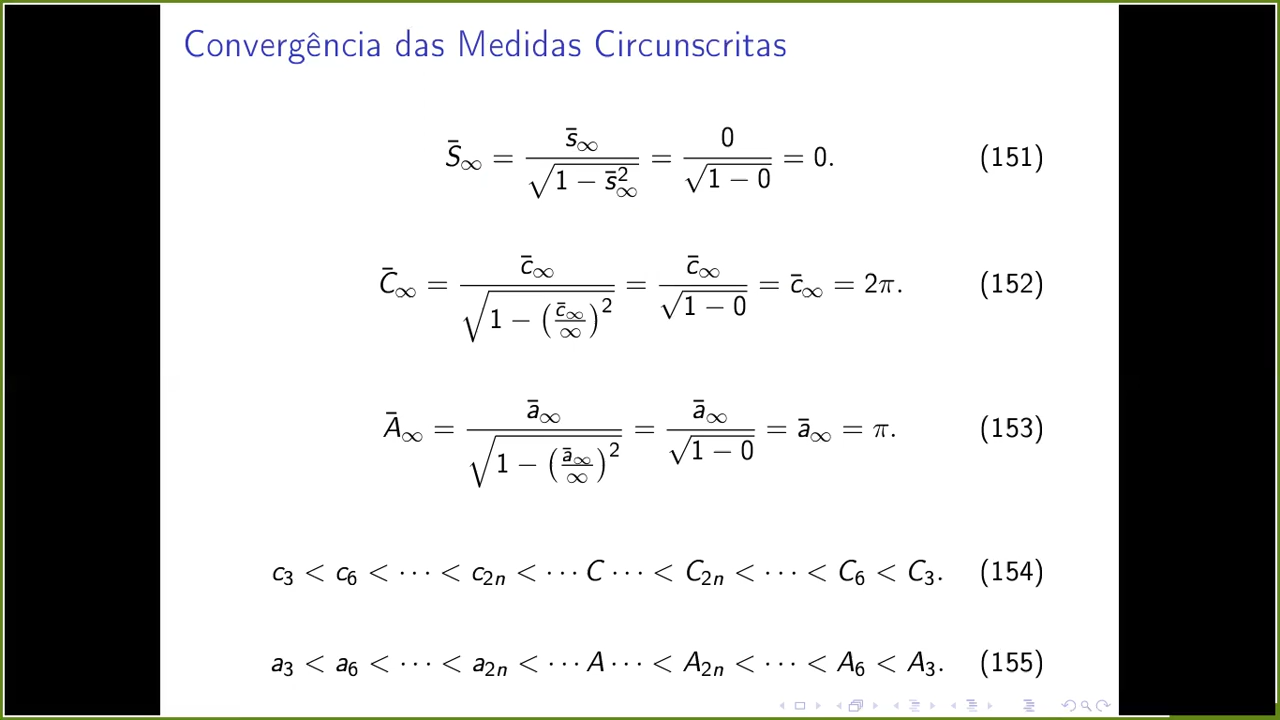 Convergência das Medidas Circunscritas
S̄∞ = s̄∞ / √(1 − s̄∞²) = 0 / √(1 − 0) = 0. (151)
C̄∞ = c̄∞ / √(1 − (c̄∞/∞)²) = c̄∞ / √(1 − 0) = c̄∞ = 2π. (152)
Ā∞ = ā∞ / √(1 − (ā∞/∞)²) = ā∞ / √(1 − 0) = ā∞ = π. (153)
c₃ < c₆ < ··· < c₂ₙ < ··· C ··· < C₂ₙ < ··· < C₆ < C₃. (154)
a₃ < a₆ < ··· < a₂ₙ < ··· A ··· < A₂ₙ < ··· < A₆ < A₃. (155)